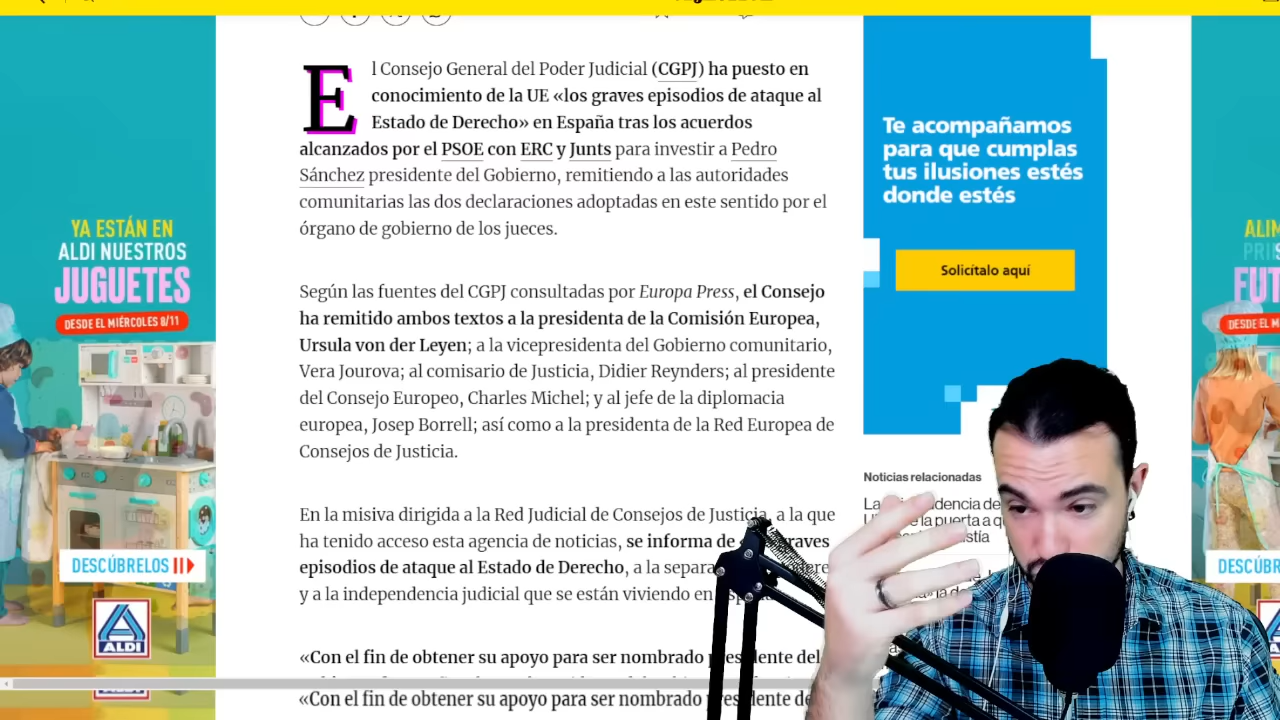 YA ESTÁN EN
ALDI NUESTROS
JUGUETES
DESDE EL MIÉRCOLES 8/11
DESCÚBRELOS
ALDI
El Consejo General del Poder Judicial (CGPJ) ha puesto en
conocimiento de la UE «los graves episodios de ataque al
Estado de Derecho» en España tras los acuerdos
alcanzados por el PSOE con ERC y Junts para investir a Pedro
Sánchez presidente del Gobierno, remitiendo a las autoridades
comunitarias las dos declaraciones adoptadas en este sentido por el
órgano de gobierno de los jueces.
Según las fuentes del CGPJ consultadas por Europa Press, el Consejo
ha remitido ambos textos a la presidenta de la Comisión Europea,
Ursula von der Leyen; a la vicepresidenta del Gobierno comunitario,
Vera Jourova; al comisario de Justicia, Didier Reynders; al presidente
del Consejo Europeo, Charles Michel; y al jefe de la diplomacia
europea, Josep Borrell; así como a la presidenta de la Red Europea de
Consejos de Justicia.
En la misiva dirigida a la Red Judicial de Consejos de Justicia, a la que
ha tenido acceso esta agencia de noticias, se informa de graves
episodios de ataque al Estado de Derecho, a la
y a la independencia judicial que se están viviendo en
«Con el fin de obtener su apoyo para ser nombrado presidente del
«Con el fin de obtener su apoyo para ser nombrado presidente de
Te acompañamos
para que cumplas
tus ilusiones estés
donde estés
Solicítalo aquí
Noticias relacionadas
La
la puerta a
DESDE EL
DESCÚB